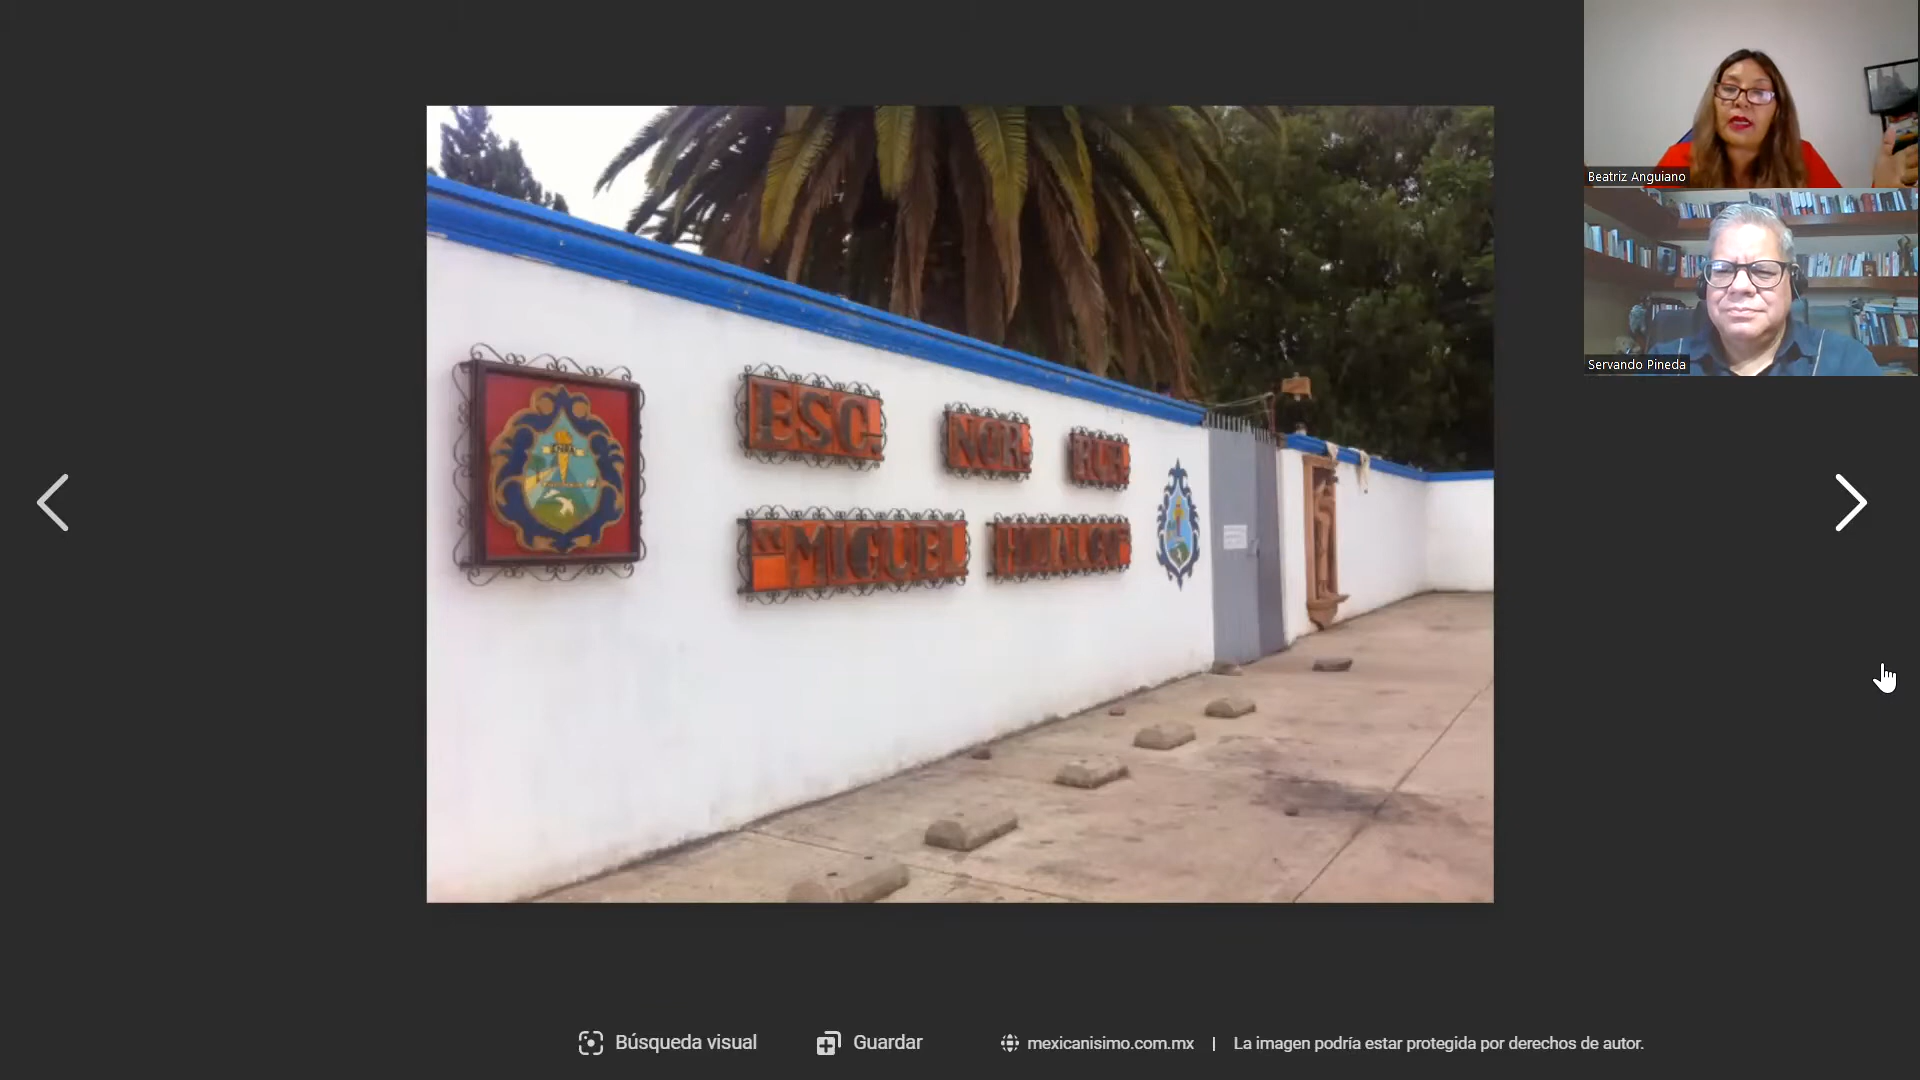 Beatriz Anguiano
Servando Pineda
ESC. NOR. RUR.
"MIGUEL HIDALGO"
Búsqueda visual
Guardar
mexicanisimo.com.mx | La imagen podría estar protegida por derechos de autor.